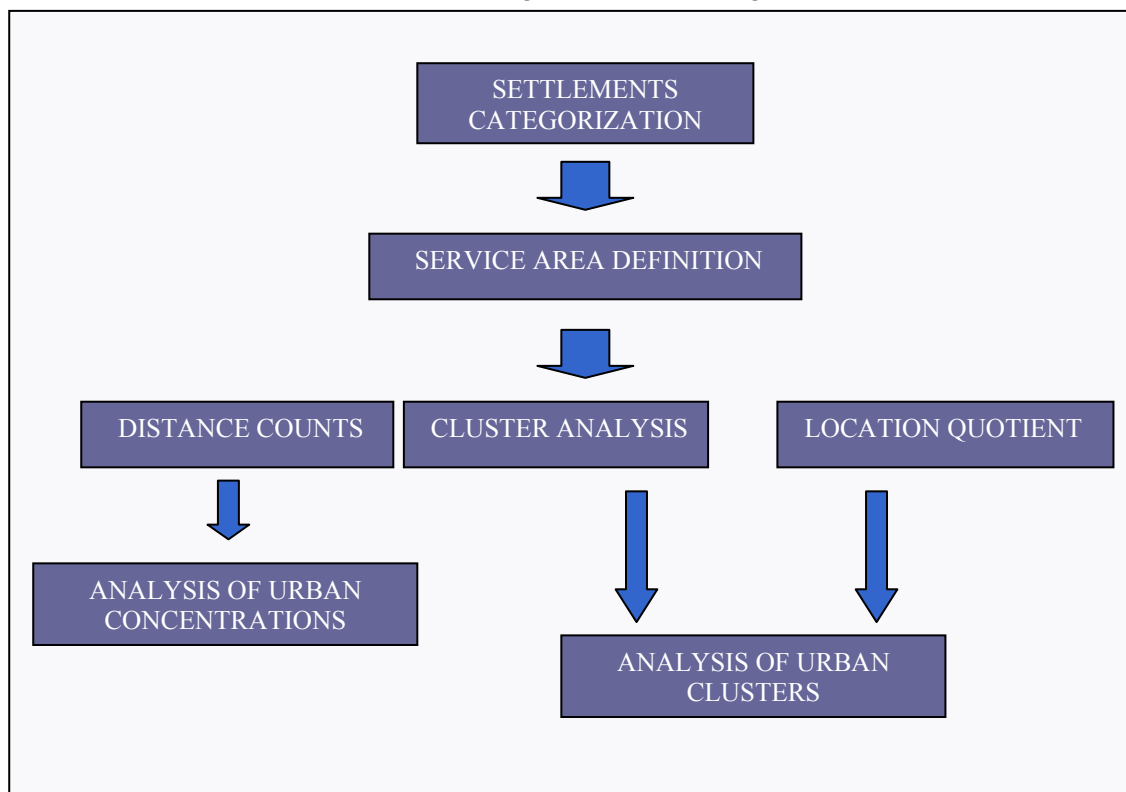 SETTLEMENTS
CATEGORIZATION
SERVICE AREA DEFINITION
DISTANCE COUNTS
CLUSTER ANALYSIS
LOCATION QUOTIENT
ANALYSIS OF URBAN
CONCENTRATIONS
ANALYSIS OF URBAN
CLUSTERS